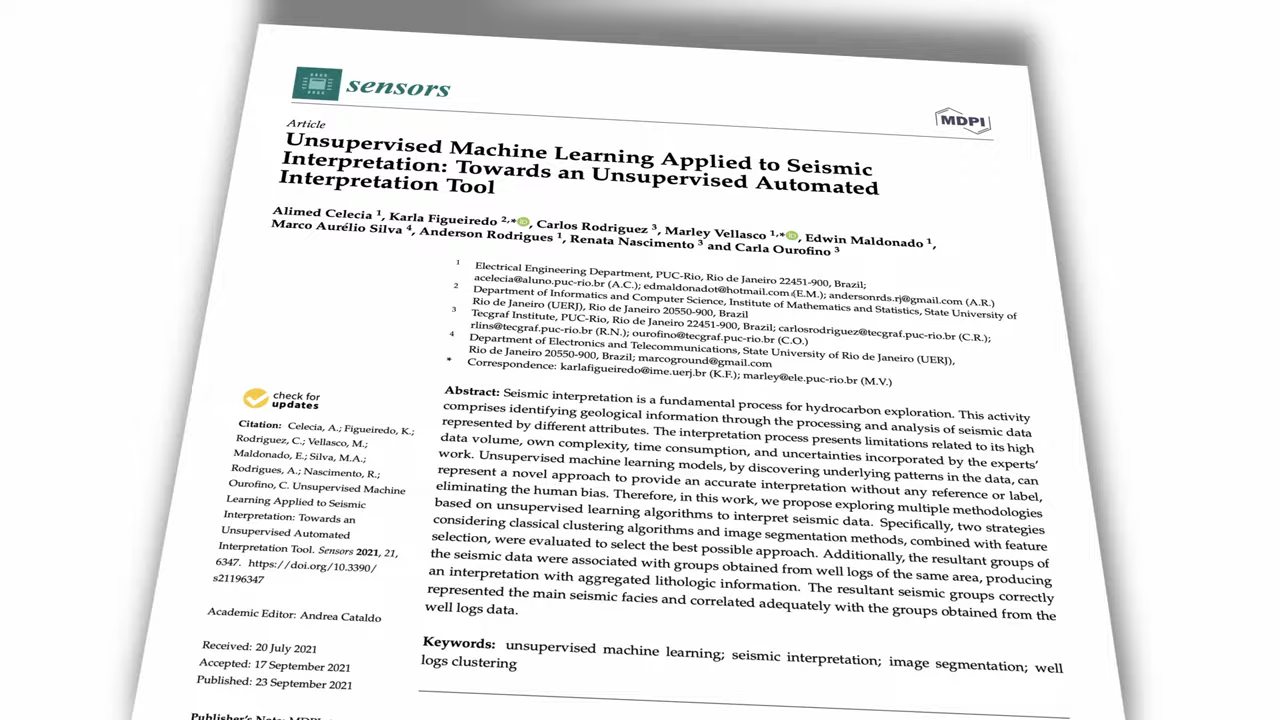 sensors
MDPI
Article
Unsupervised Machine Learning Applied to Seismic
Interpretation: Towards an Unsupervised Automated
Interpretation Tool
Alimed Celecia 1, Karla Figueiredo 2,*, Carlos Rodriguez 3, Marley Vellasco 1,*, Edwin Maldonado 1,
Marco Aurélio Silva 4, Anderson Rodrigues 1, Renata Nascimento 3 and Carla Ourofino 3
1 Electrical Engineering Department, PUC-Rio, Rio de Janeiro 22451-900, Brazil;
acelecia@aluno.puc-rio.br (A.C.); edmaldonadot@hotmail.com (E.M.); andersonrds.rj@gmail.com (A.R.)
2 Department of Informatics and Computer Science, Institute of Mathematics and Statistics, State University of
Rio de Janeiro (UERJ), Rio de Janeiro 20550-900, Brazil
3 Tecgraf Institute, PUC-Rio, Rio de Janeiro 22451-900, Brazil; carlosrodriguez@tecgraf.puc-rio.br (C.R.);
rlins@tecgraf.puc-rio.br (R.N.); ourofino@tecgraf.puc-rio.br (C.O.)
4 Department of Electronics and Telecommunications, State University of Rio de Janeiro (UERJ),
Rio de Janeiro 20550-900, Brazil; marcoground@gmail.com
* Correspondence: karlafigueiredo@ime.uerj.br (K.F.); marley@ele.puc-rio.br (M.V.)
Abstract: Seismic interpretation is a fundamental process for hydrocarbon exploration. This activity
comprises identifying geological information through the processing and analysis of seismic data
represented by different attributes. The interpretation process presents limitations related to its high
data volume, own complexity, time consumption, and uncertainties incorporated by the experts'
work. Unsupervised machine learning models, by discovering underlying patterns in the data, can
represent a novel approach to provide an accurate interpretation without any reference or label,
eliminating the human bias. Therefore, in this work, we propose exploring multiple methodologies
based on unsupervised learning algorithms to interpret seismic data. Specifically, two strategies
considering classical clustering algorithms and image segmentation methods, combined with feature
selection, were evaluated to select the best possible approach. Additionally, the resultant groups of
the seismic data were associated with groups obtained from well logs of the same area, producing
an interpretation with aggregated lithologic information. The resultant seismic groups correctly
represented the main seismic facies and correlated adequately with the groups obtained from the
well logs data.
Keywords: unsupervised machine learning; seismic interpretation; image segmentation; well
logs clustering
check for
updates
Citation: Celecia, A.; Figueiredo, K.;
Rodriguez, C.; Vellasco, M.;
Maldonado, E.; Silva, M.A.;
Rodrigues, A.; Nascimento, R.;
Ourofino, C. Unsupervised Machine
Learning Applied to Seismic
Interpretation: Towards an
Unsupervised Automated
Interpretation Tool. Sensors 2021, 21,
6347. https://doi.org/10.3390/
s21196347
Academic Editor: Andrea Cataldo
Received: 20 July 2021
Accepted: 17 September 2021
Published: 23 September 2021
Publisher's Note: MDPI